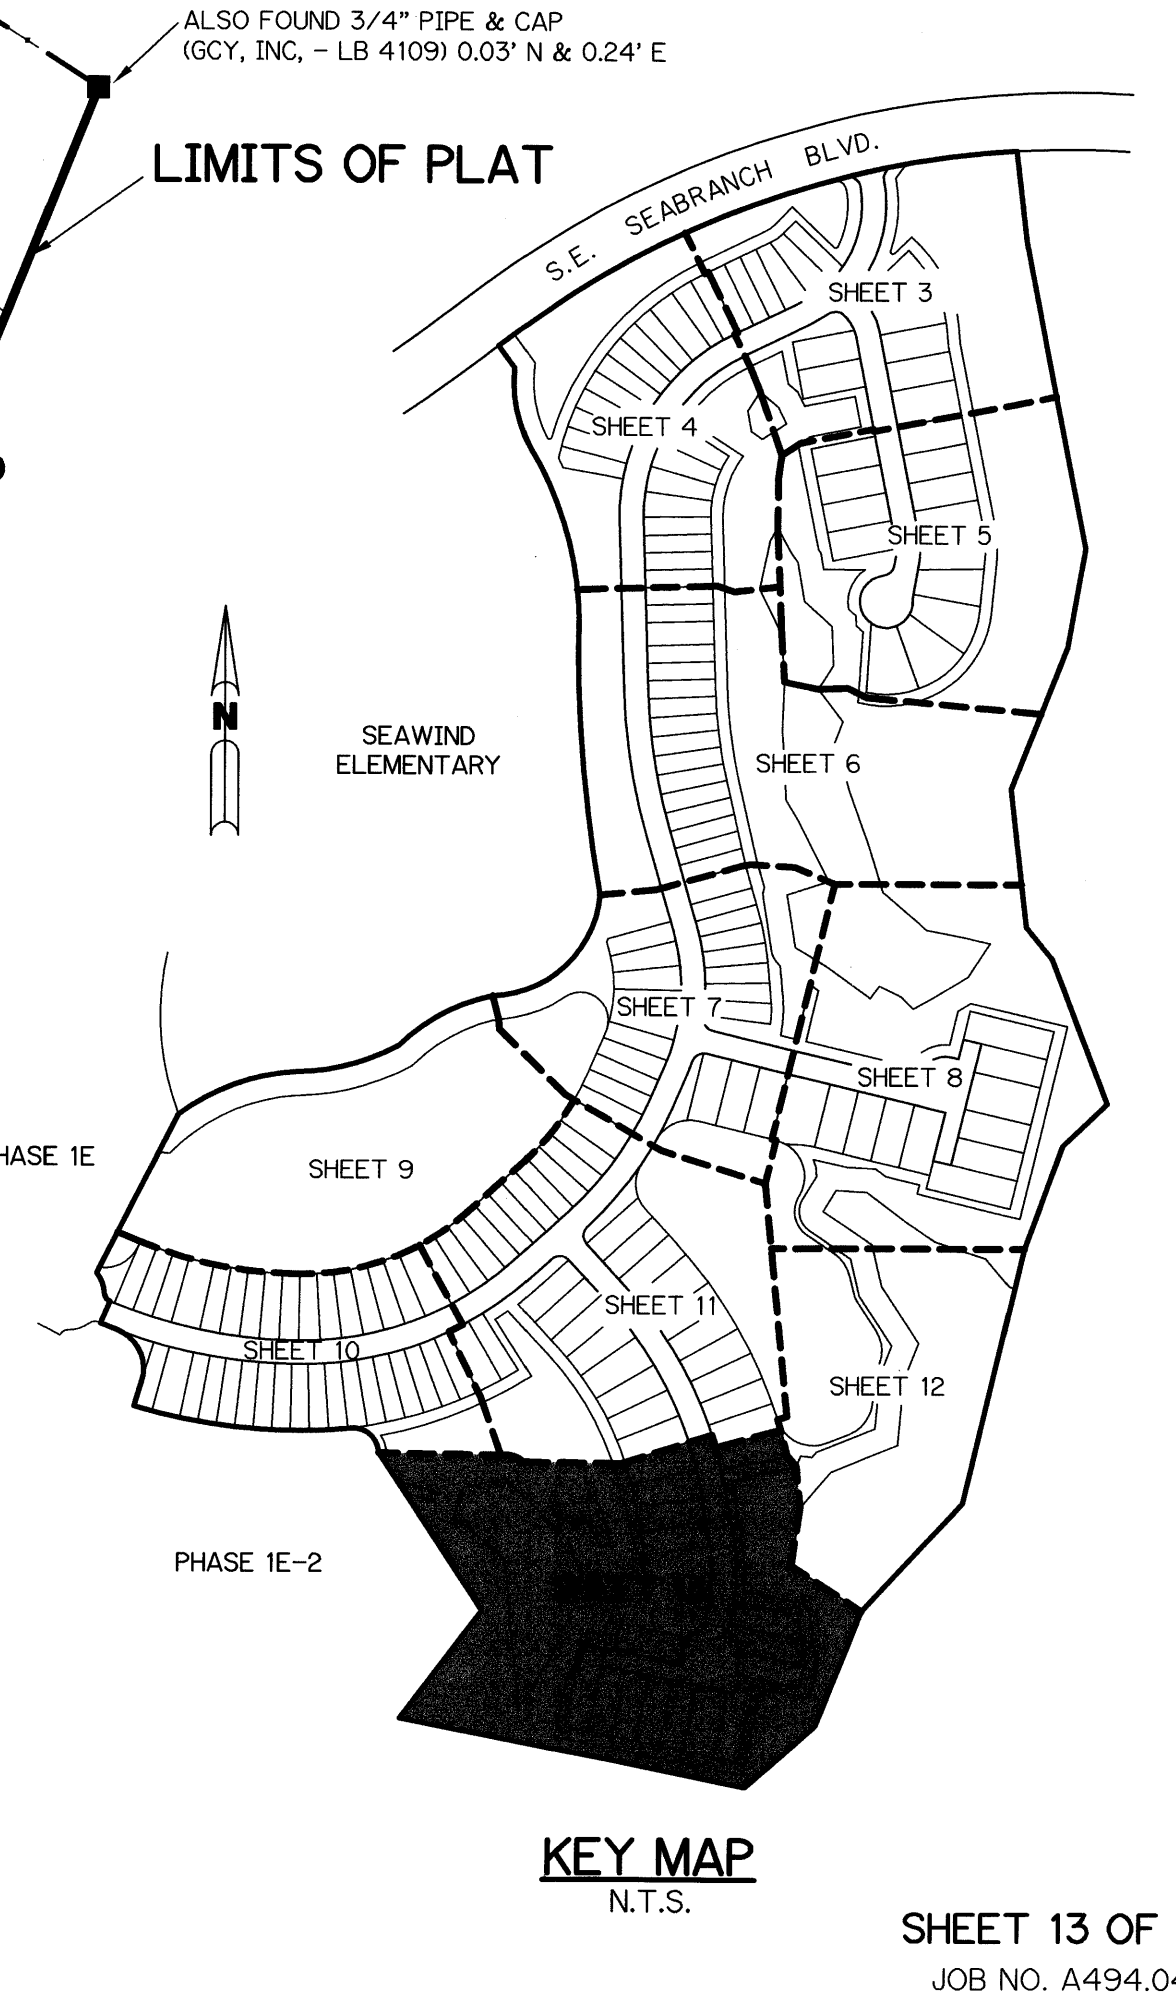 ALSO FOUND 3/4" PIPE & CAP
(GCY, INC, - LB 4109) 0.03' N & 0.24' E
LIMITS OF PLAT
S.E. SEABRANCH BLVD.
SHEET 3
SHEET 4
SHEET 5
N
SEAWIND
ELEMENTARY
SHEET 6
SHEET 7
SHEET 8
HASE 1E
SHEET 9
SHEET 11
SHEET 10
SHEET 12
PHASE 1E-2
KEY MAP
N.T.S.
SHEET 13 OF
JOB NO. A494.04